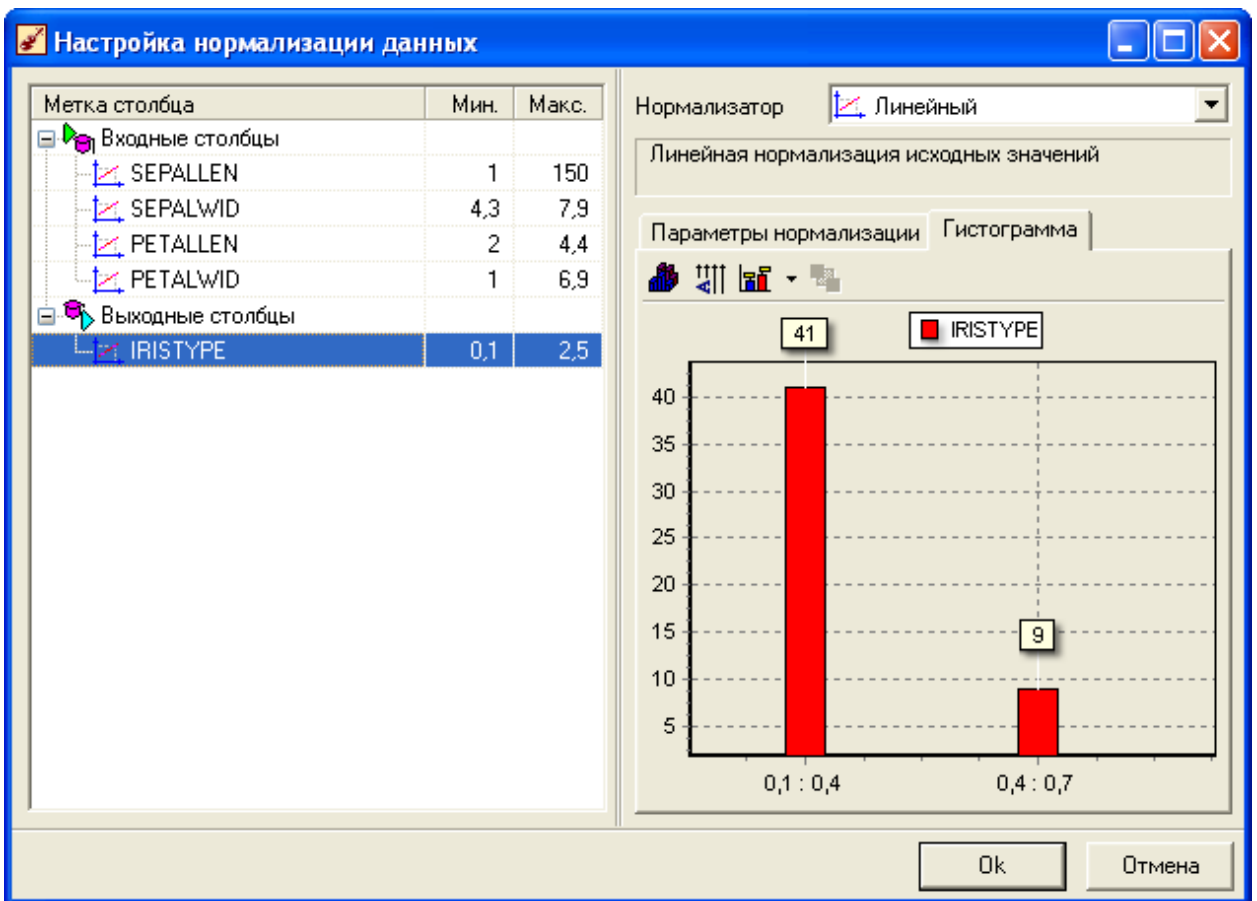 Настройка нормализации данных
Метка столбца Мин. Макс.
Входные столбцы
SEPALLEN 1 150
SEPALWID 4,3 7,9
PETALLEN 2 4,4
PETALWID 1 6,9
Выходные столбцы
IRISTYPE 0,1 2,5
Нормализатор Линейный
Линейная нормализация исходных значений
Параметры нормализации Гистограмма
41 IRISTYPE
40
35
30
25
20
15 9
10
5
0,1 : 0,4 0,4 : 0,7
Ok Отмена